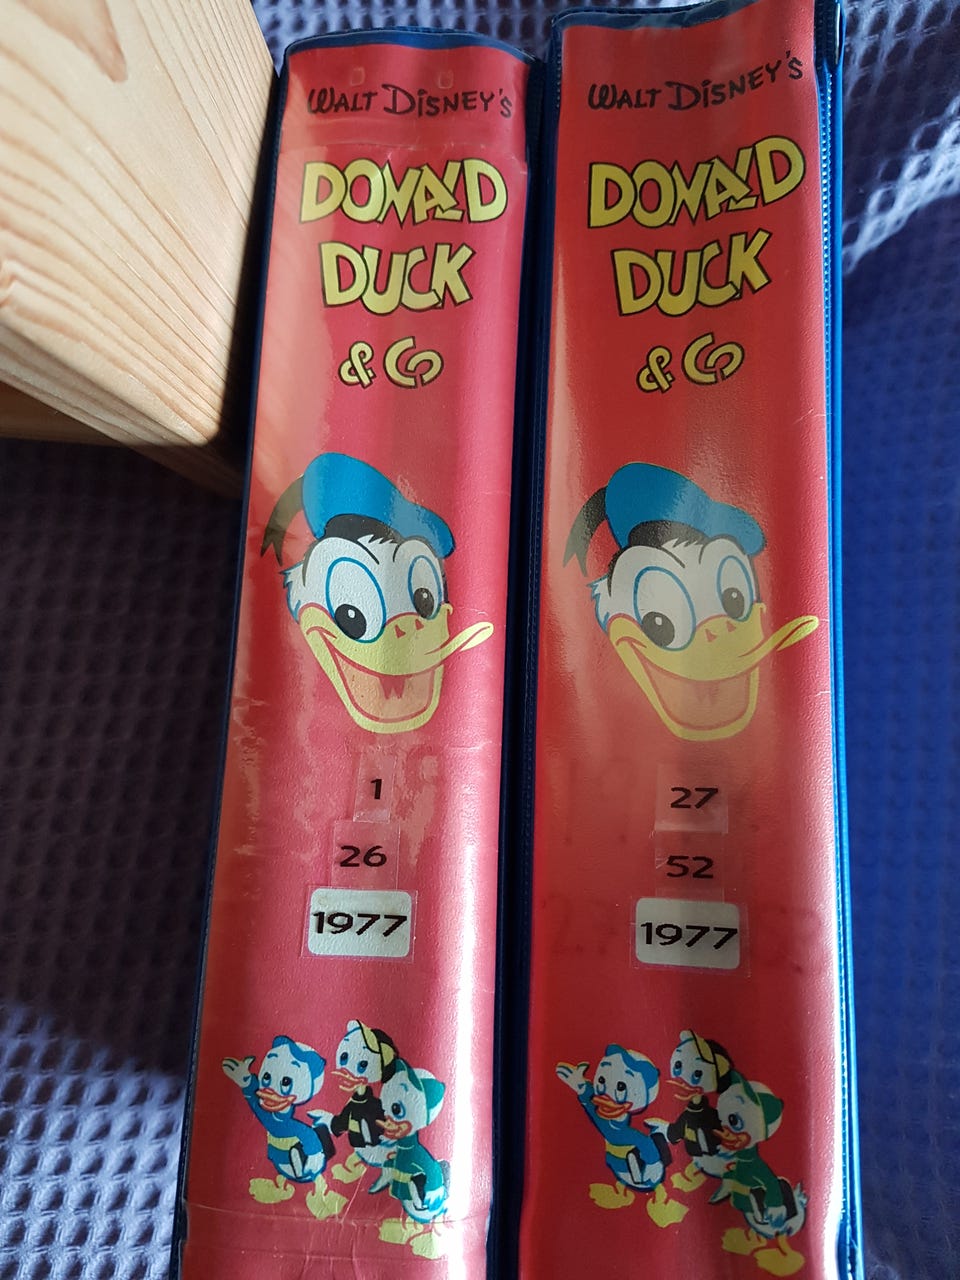 WALT DISNEY'S
DONALD
DUCK
& CO
1
26
1977
WALT DISNEY'S
DONALD
DUCK
& CO
27
52
1977